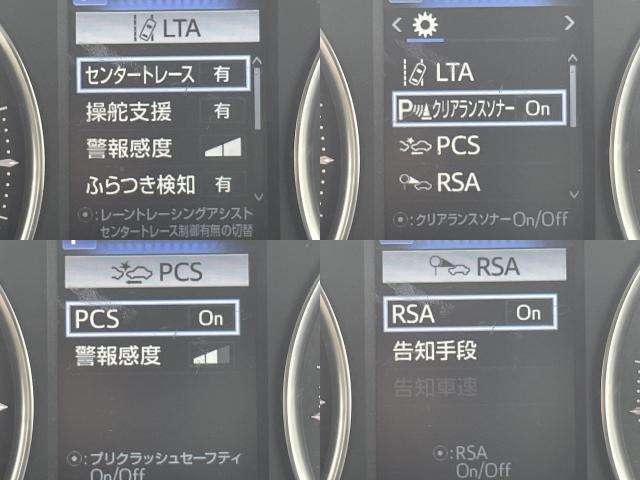 LTA
センタートレース 有
操舵支援 有
警報感度
ふらつき検知 有
:レーントレーシングアシスト
センタートレース制御有無の切替
LTA
P クリアランスソナー On
PCS
RSA
:クリアランスソナーOn/Off
PCS
PCS On
警報感度
:プリクラッシュセーフティ
On/Off
RSA
RSA On
告知手段
告知車速
:RSA
On/Off